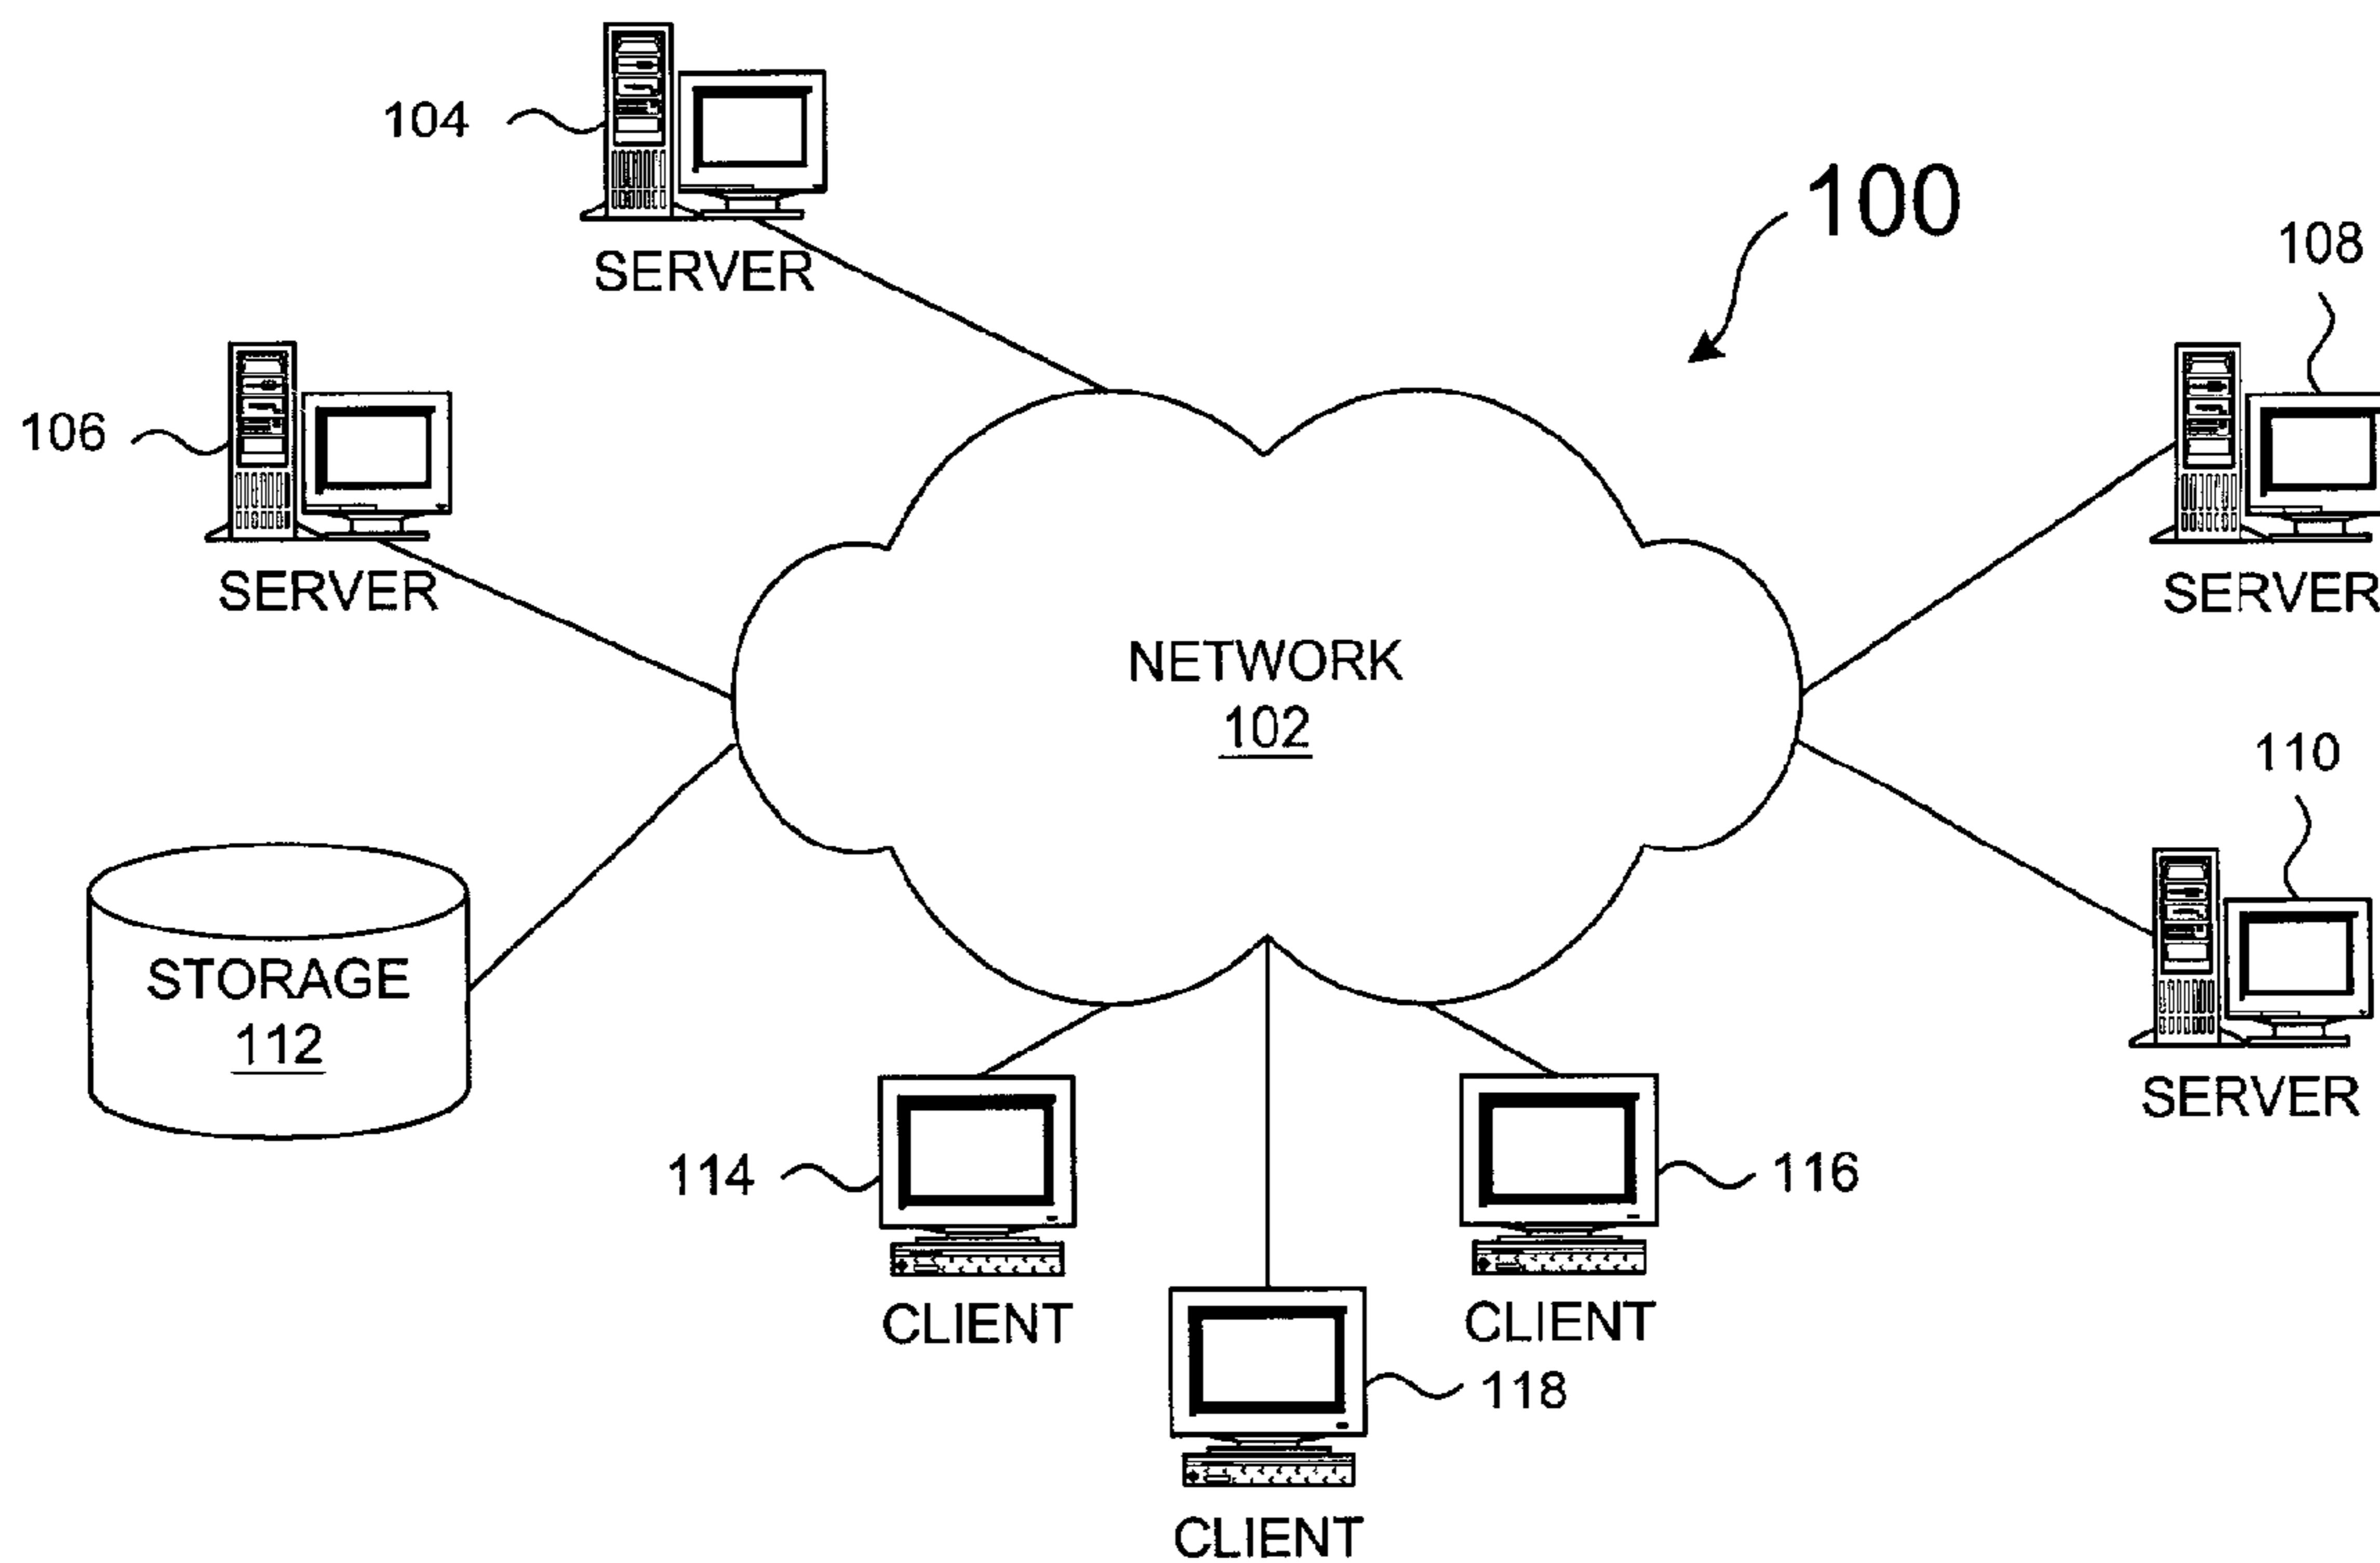 104
SERVER
100
108
106
SERVER
SERVER
NETWORK
102
110
STORAGE
112
SERVER
114
116
CLIENT
CLIENT
118
CLIENT